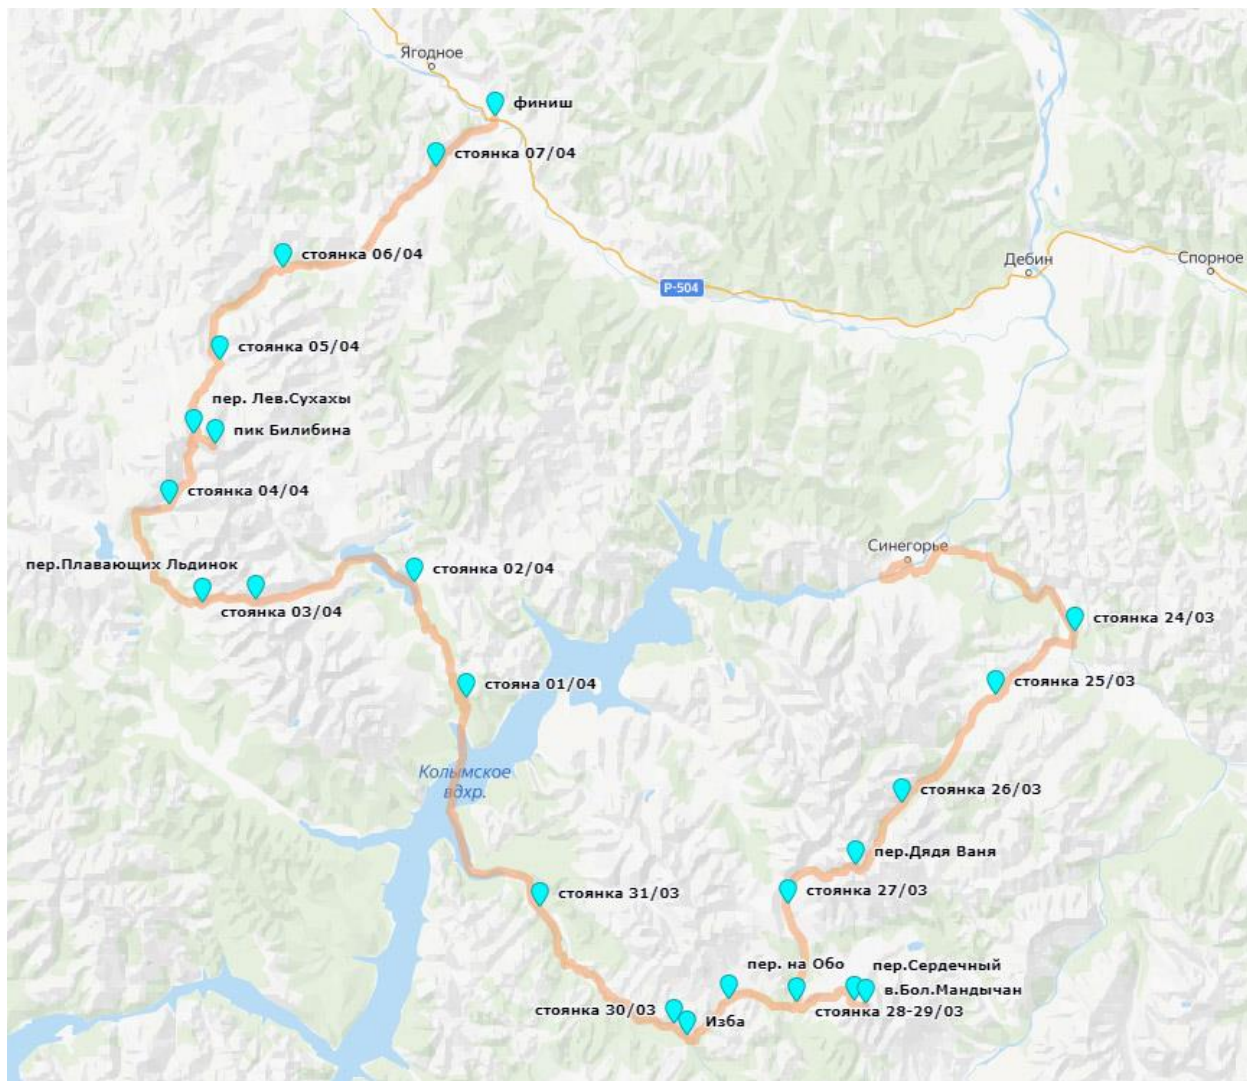 Ягодное
финиш
стоянка 07/04
стоянка 06/04
Дебин
Спорное
Р-504
стоянка 05/04
пер. Лев.Сухахы
пик Билибина
стоянка 04/04
Синегорье
пер.Плавающих Льдинок
стоянка 02/04
стоянка 03/04
стоянка 24/03
стояна 01/04
стоянка 25/03
Колымское
вдхр.
стоянка 26/03
пер.Дядя Ваня
стоянка 31/03
стоянка 27/03
пер. на Обо
пер.Сердечный
в.Бол.Мандычан
стоянка 30/03
Изба
стоянка 28-29/03